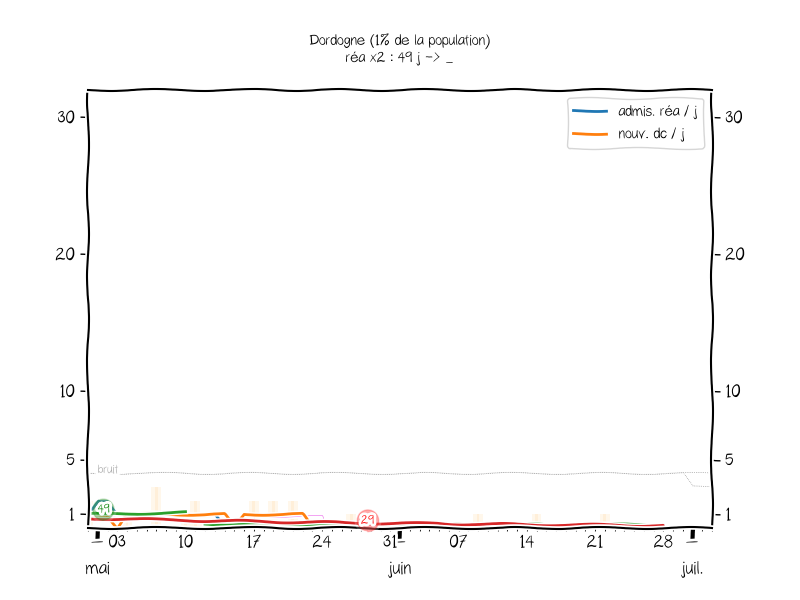 Dordogne (1% de la population)
réa x2 : 49 j -> _
admis. réa / j
nouv. dc / j
30
30
20
20
10
10
5
5
bruit
1
1
49
29
03 10 17 24 31 07 14 21 28
mai juin juil.